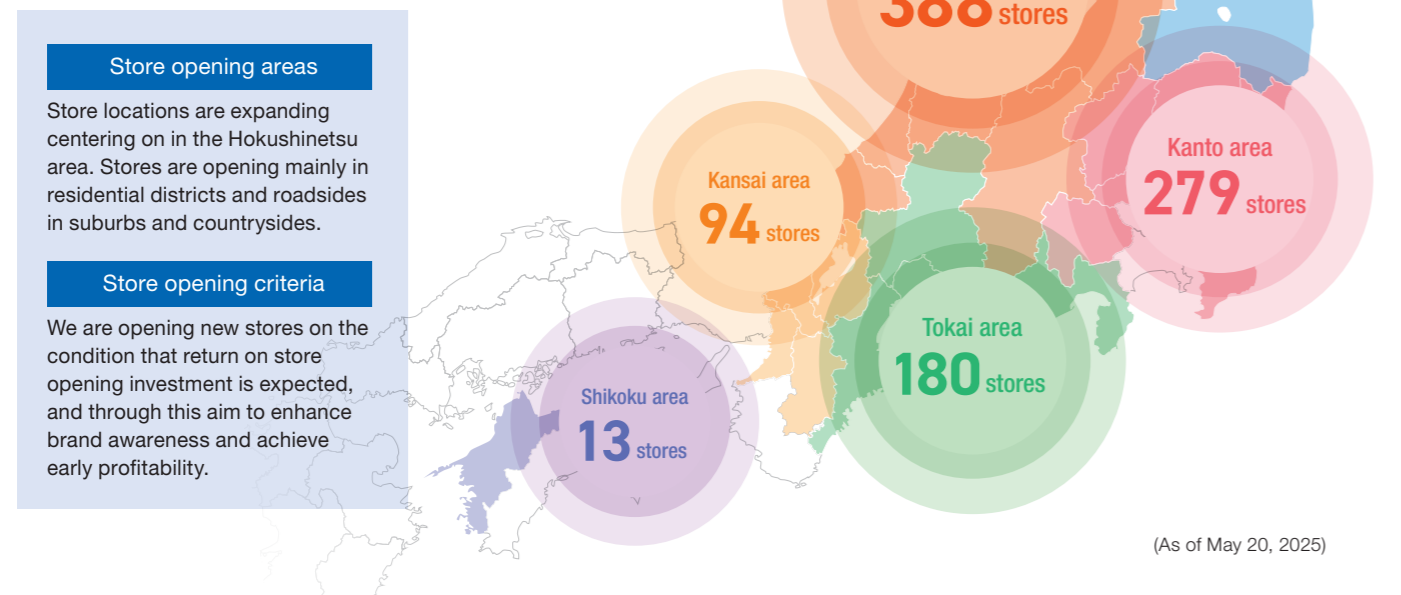 stores
Store opening areas
Store locations are expanding
centering on in the Hokushinetsu
area. Stores are opening mainly in
residential districts and roadsides
in suburbs and countrysides.
Store opening criteria
We are opening new stores on the
condition that return on store
opening investment is expected,
and through this aim to enhance
brand awareness and achieve
early profitability.
Kansai area
94 stores
Kanto area
279 stores
Tokai area
180 stores
Shikoku area
13 stores
(As of May 20, 2025)